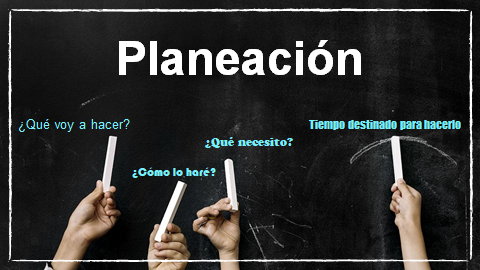 Planeación
¿Qué voy a hacer?
¿Cómo lo haré?
¿Qué necesito?
Tiempo destinado para hacerlo